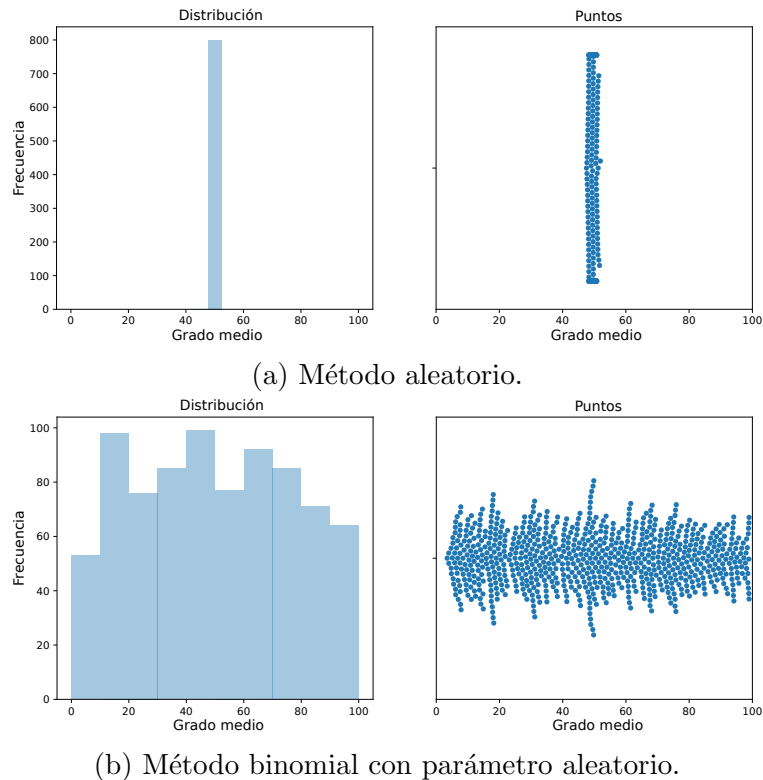 Distribución
Puntos
800
700
600
500
400
300
200
100
0
Frecuencia
0 20 40 60 80 100
Grado medio
0 20 40 60 80 100
Grado medio
(a) Método aleatorio.
Distribución
Puntos
100
80
60
40
20
0
Frecuencia
0 20 40 60 80 100
Grado medio
0 20 40 60 80 100
Grado medio
(b) Método binomial con parámetro aleatorio.